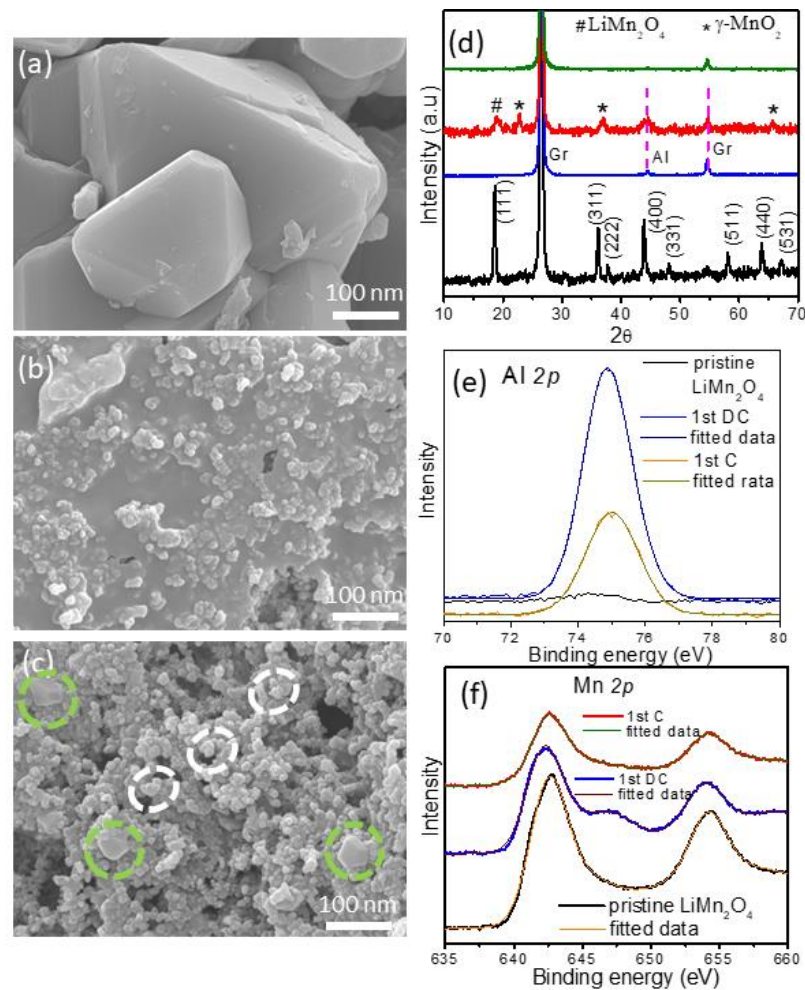 (a)
100 nm
(b)
100 nm
(c)
100 nm
(d)
#LiMn₂O₄
* γ-MnO₂
#
*
*
*
Gr
Al
Gr
(111)
(311)
(222)
(400)
(331)
(511)
(440)
(531)
Intensity (a.u)
10 20 30 40 50 60 70
2θ
(e)
Al 2p
pristine
LiMn₂O₄
1st DC
fitted data
1st C
fitted rata
Intensity
70 72 74 76 78 80
Binding energy (eV)
(f)
Mn 2p
1st C
fitted data
1st DC
fitted data
pristine LiMn₂O₄
fitted data
Intensity
635 640 645 650 655 660
Binding energy (eV)